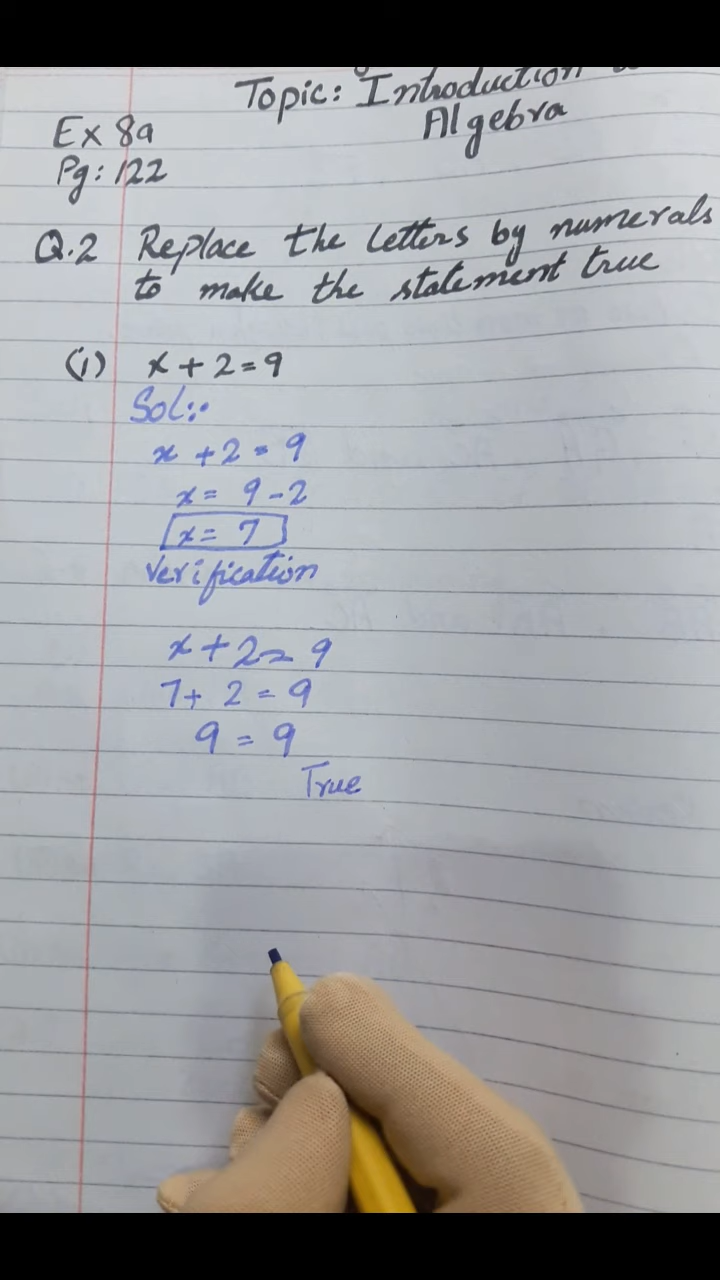 Topic: Introduction
Algebra
Ex 8a
Pg: 122
Q.2 Replace the letters by numerals
to make the statement true
(i) x + 2 = 9
Sol:.
x + 2 = 9
x = 9 - 2
x = 7
Verification
x + 2 = 9
7 + 2 = 9
9 = 9
True